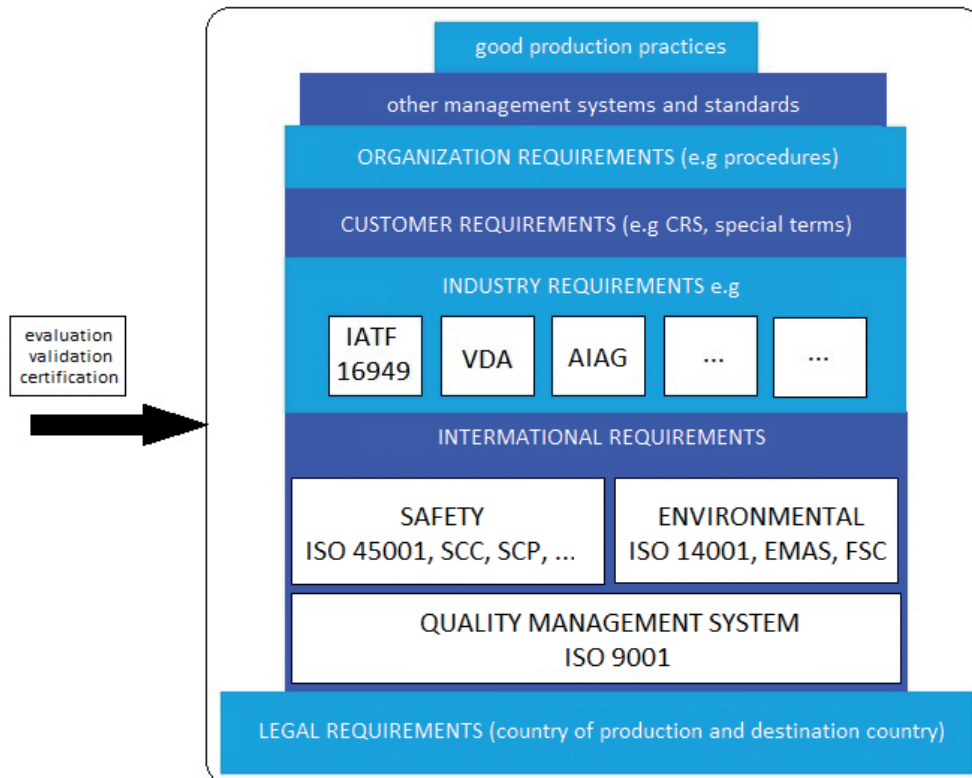 good production practices
other management systems and standards
ORGANIZATION REQUIREMENTS (e.g procedures)
CUSTOMER REQUIREMENTS (e.g CRS, special terms)
INDUSTRY REQUIREMENTS e.g
IATF
16949
VDA
AIAG
...
...
evaluation
validation
certification
INTERMATIONAL REQUIREMENTS
SAFETY
ISO 45001, SCC, SCP, ...
ENVIRONMENTAL
ISO 14001, EMAS, FSC
QUALITY MANAGEMENT SYSTEM
ISO 9001
LEGAL REQUIREMENTS (country of production and destination country)